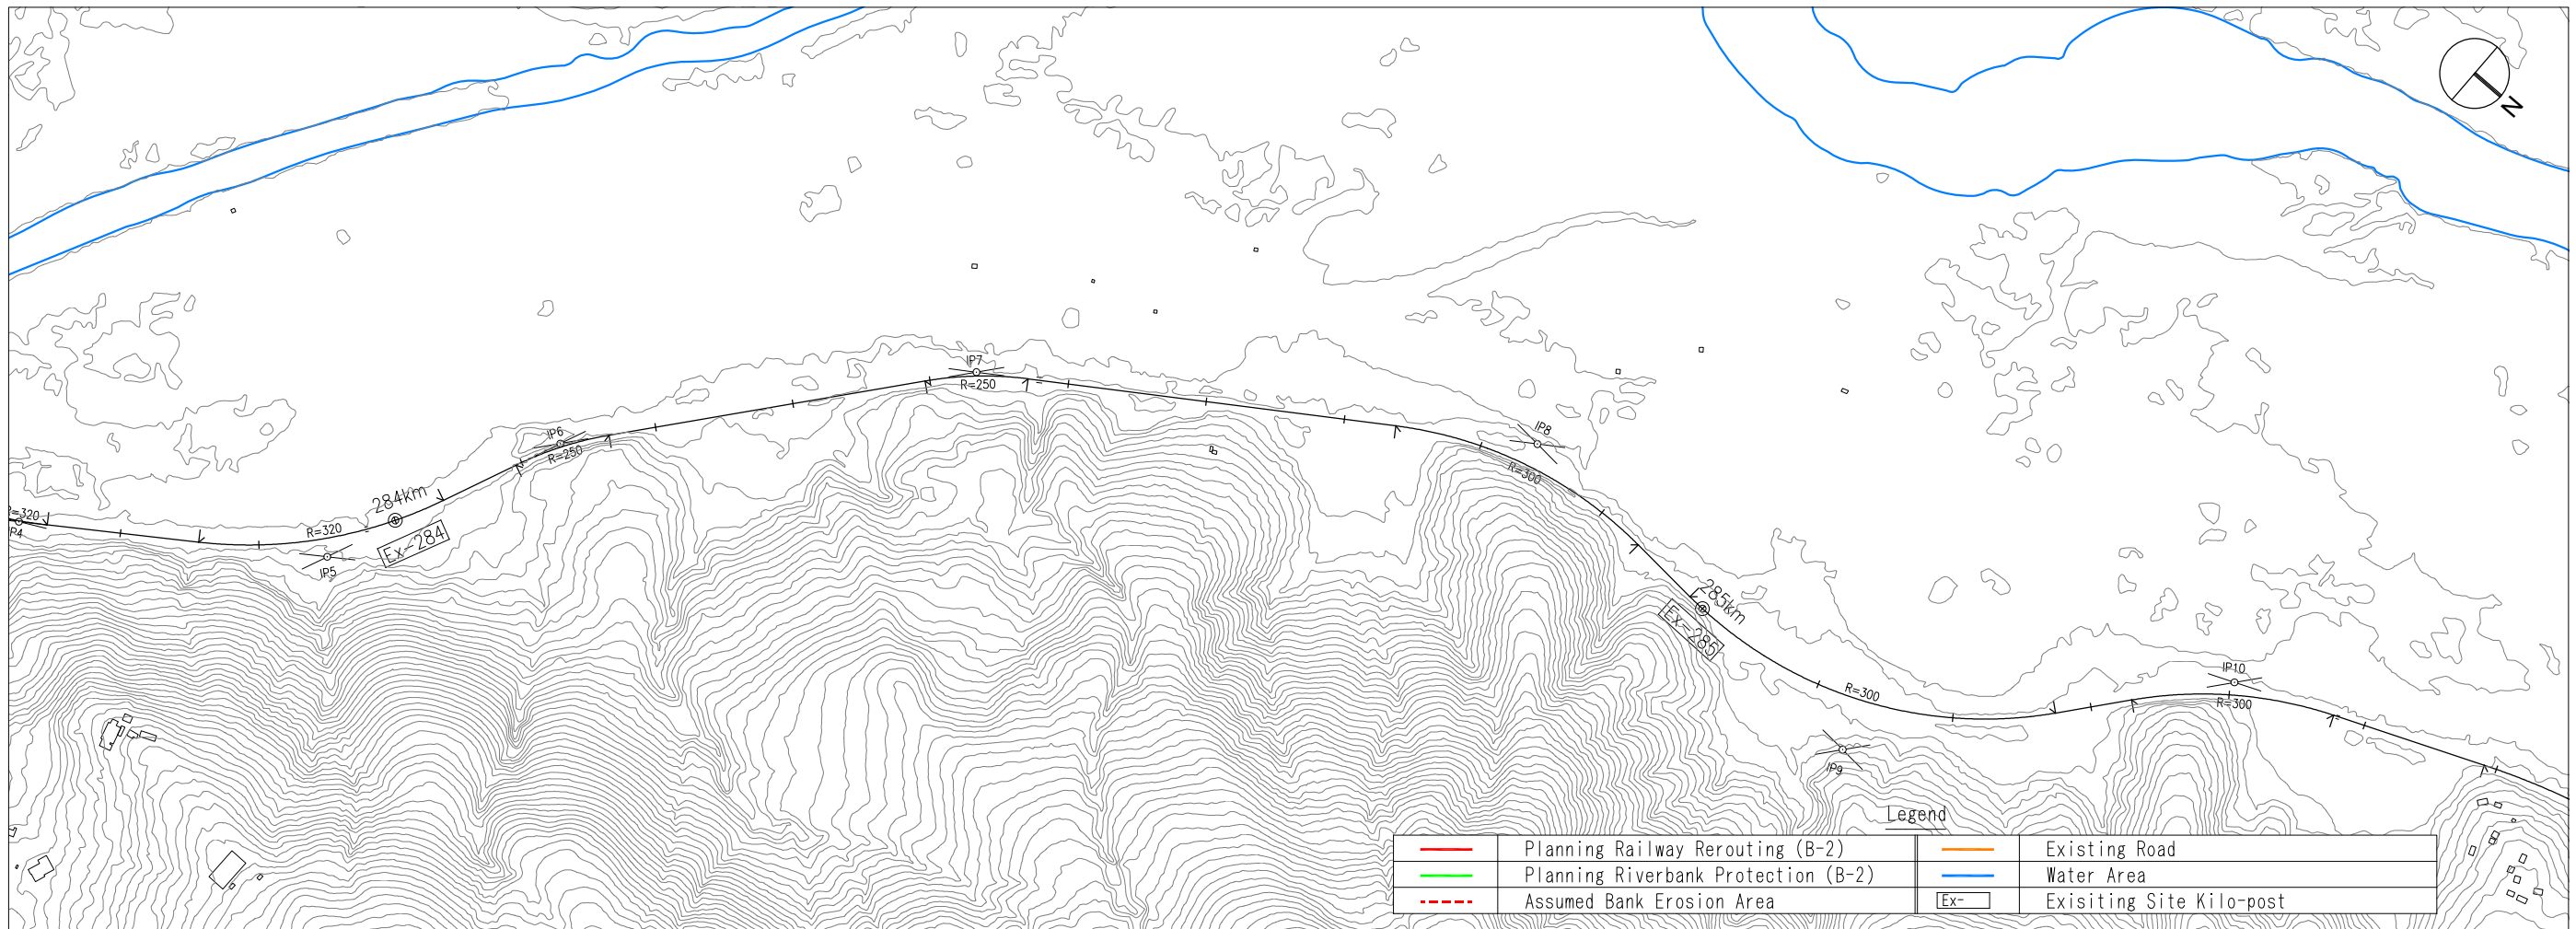 N
IP7
R=250
IP6
R=250
IP8
R=300
284km
R=320
R=320
IP4
Ex-284
IP5
285km
Ex-285
IP10
R=300
R=300
IP9
Legend
Planning Railway Rerouting (B-2) Existing Road
Planning Riverbank Protection (B-2) Water Area
Assumed Bank Erosion Area Ex- Exisiting Site Kilo-post